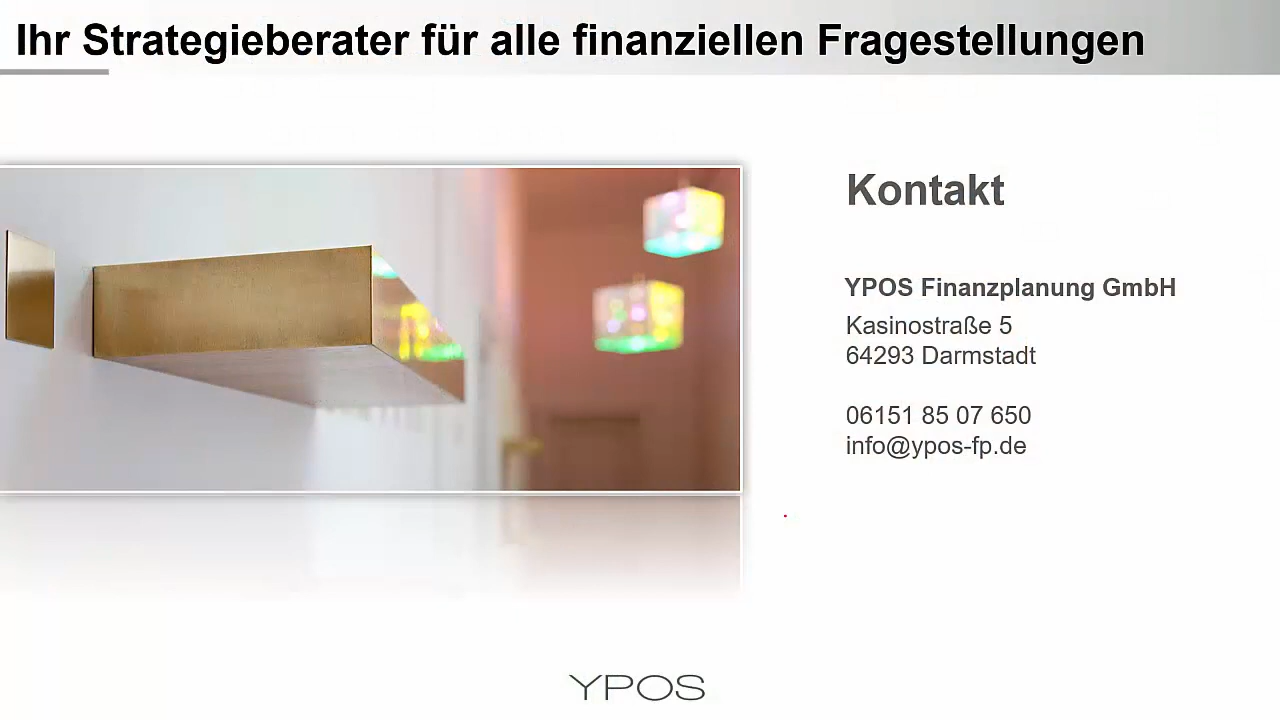 Ihr Strategieberater für alle finanziellen Fragestellungen
Kontakt
YPOS Finanzplanung GmbH
Kasinostraße 5
64293 Darmstadt
06151 85 07 650
info@ypos-fp.de
YPOS